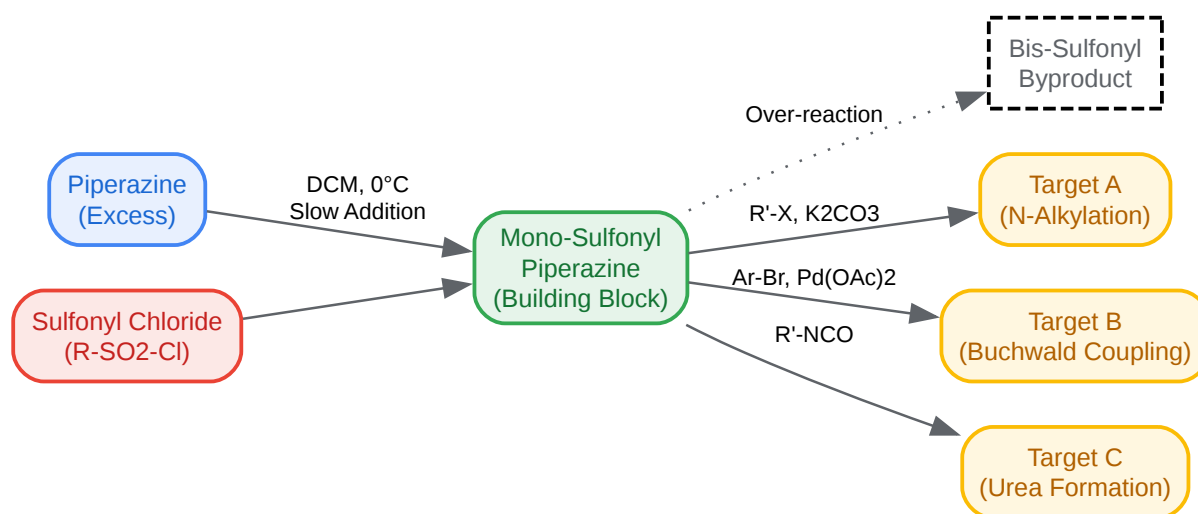 Bis-Sulfonyl
Byproduct
Over-reaction
Piperazine
(Excess)
DCM, 0°C
Slow Addition
Target A
(N-Alkylation)
R'-X, K2CO3
Mono-Sulfonyl
Piperazine
(Building Block)
Ar-Br, Pd(OAc)2
Sulfonyl Chloride
(R-SO2-Cl)
Target B
(Buchwald Coupling)
R'-NCO
Target C
(Urea Formation)